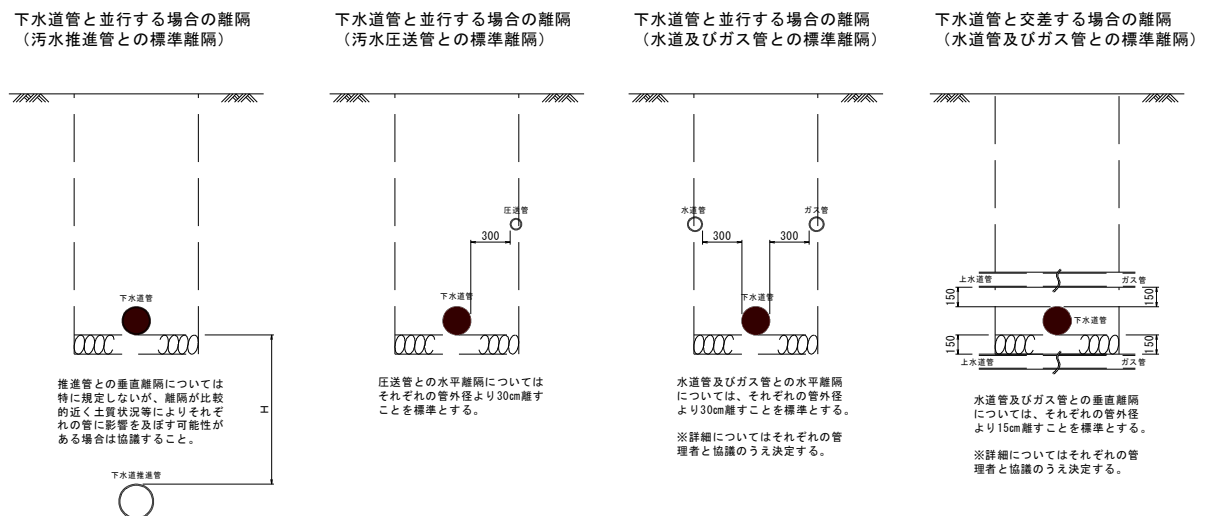 下水道管と並行する場合の離隔
（汚水推進管との標準離隔）
下水道管
推進管との垂直離隔については
特に規定しないが、離隔が比較
的近く土質状況等によりそれぞ
れの管に影響を及ぼす可能性が
ある場合は協議すること。
H
下水道推進管
下水道管と並行する場合の離隔
（汚水圧送管との標準離隔）
圧送管
300
下水道管
圧送管との水平離隔については
それぞれの管外径より30cm離す
ことを標準とする。
下水道管と並行する場合の離隔
（水道及びガス管との標準離隔）
水道管
ガス管
300
300
下水道管
水道管及びガス管との水平離隔
については、それぞれの管外径
より30cm離すことを標準とする。
※詳細についてはそれぞれの管
理者と協議のうえ決定する。
下水道管と交差する場合の離隔
（水道管及びガス管との標準離隔）
上水道管
ガス管
150
150
下水道管
150
150
上水道管
ガス管
水道管及びガス管との垂直離隔
については、それぞれの管外径
より15cm離すことを標準とする。
※詳細についてはそれぞれの管
理者と協議のうえ決定する。